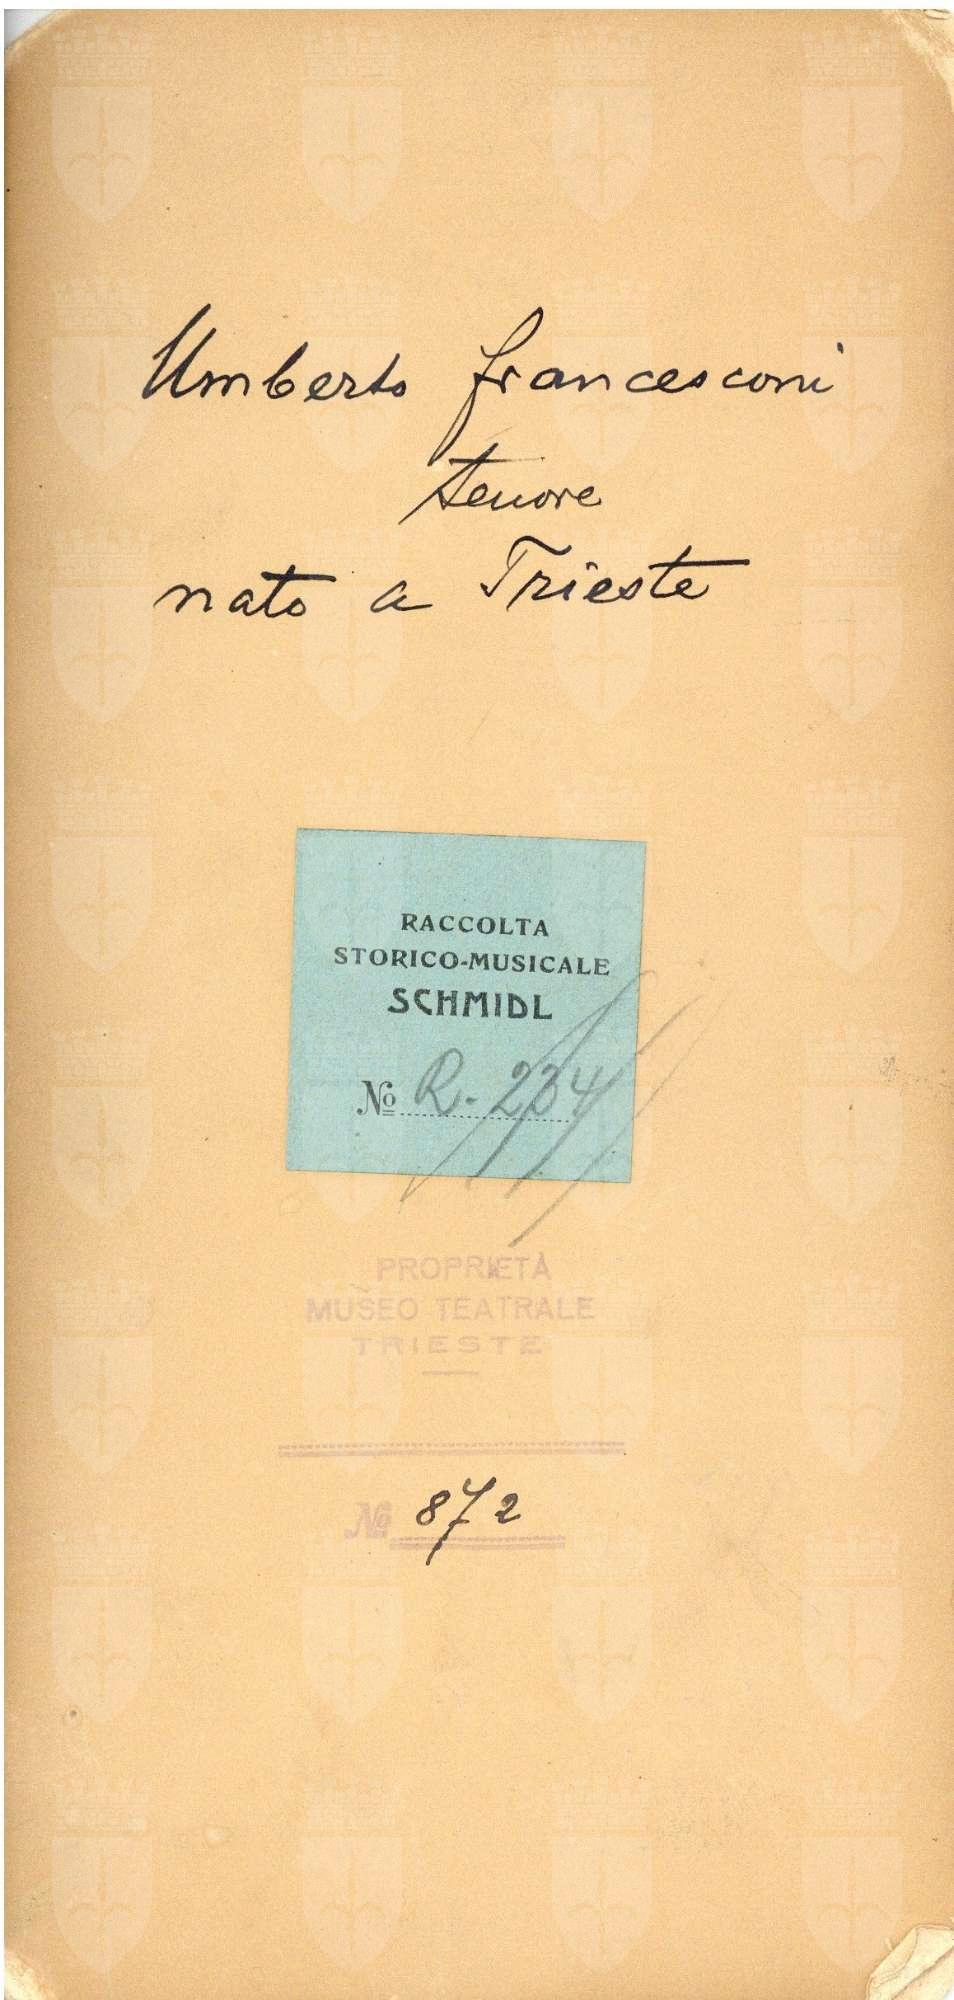 Umberto Francesconi
tenore
nato a Trieste
RACCOLTA
STORICO-MUSICALE
SCHMIDL
No R. 234
PROPRIETÀ
MUSEO TEATRALE
TRIESTE
No 872